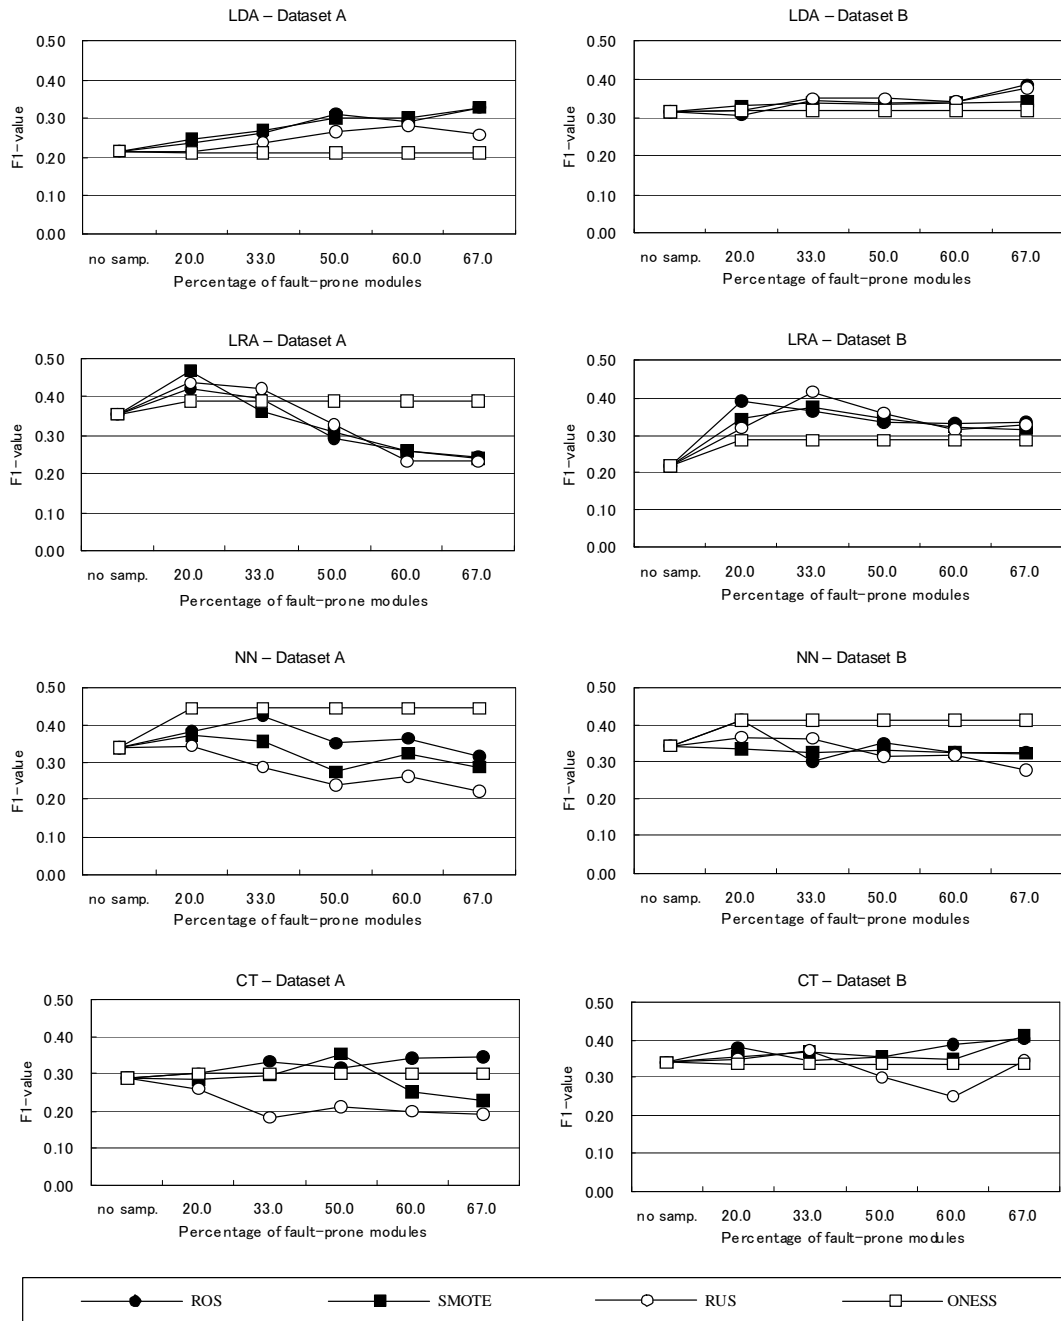 LDA – Dataset A
F1-value
0.50
0.40
0.30
0.20
0.10
0.00
no samp. 20.0 33.0 50.0 60.0 67.0
Percentage of fault-prone modules
LDA – Dataset B
F1-value
0.50
0.40
0.30
0.20
0.10
0.00
no samp. 20.0 33.0 50.0 60.0 67.0
Percentage of fault-prone modules
LRA – Dataset A
F1-value
0.50
0.40
0.30
0.20
0.10
0.00
no samp. 20.0 33.0 50.0 60.0 67.0
Percentage of fault-prone modules
LRA – Dataset B
F1-value
0.50
0.40
0.30
0.20
0.10
0.00
no samp. 20.0 33.0 50.0 60.0 67.0
Percentage of fault-prone modules
NN – Dataset A
F1-value
0.50
0.40
0.30
0.20
0.10
0.00
no samp. 20.0 33.0 50.0 60.0 67.0
Percentage of fault-prone modules
NN – Dataset B
F1-value
0.50
0.40
0.30
0.20
0.10
0.00
no samp. 20.0 33.0 50.0 60.0 67.0
Percentage of fault-prone modules
CT – Dataset A
F1-value
0.50
0.40
0.30
0.20
0.10
0.00
no samp. 20.0 33.0 50.0 60.0 67.0
Percentage of fault-prone modules
CT – Dataset B
F1-value
0.50
0.40
0.30
0.20
0.10
0.00
no samp. 20.0 33.0 50.0 60.0 67.0
Percentage of fault-prone modules
ROS SMOTE RUS ONESS